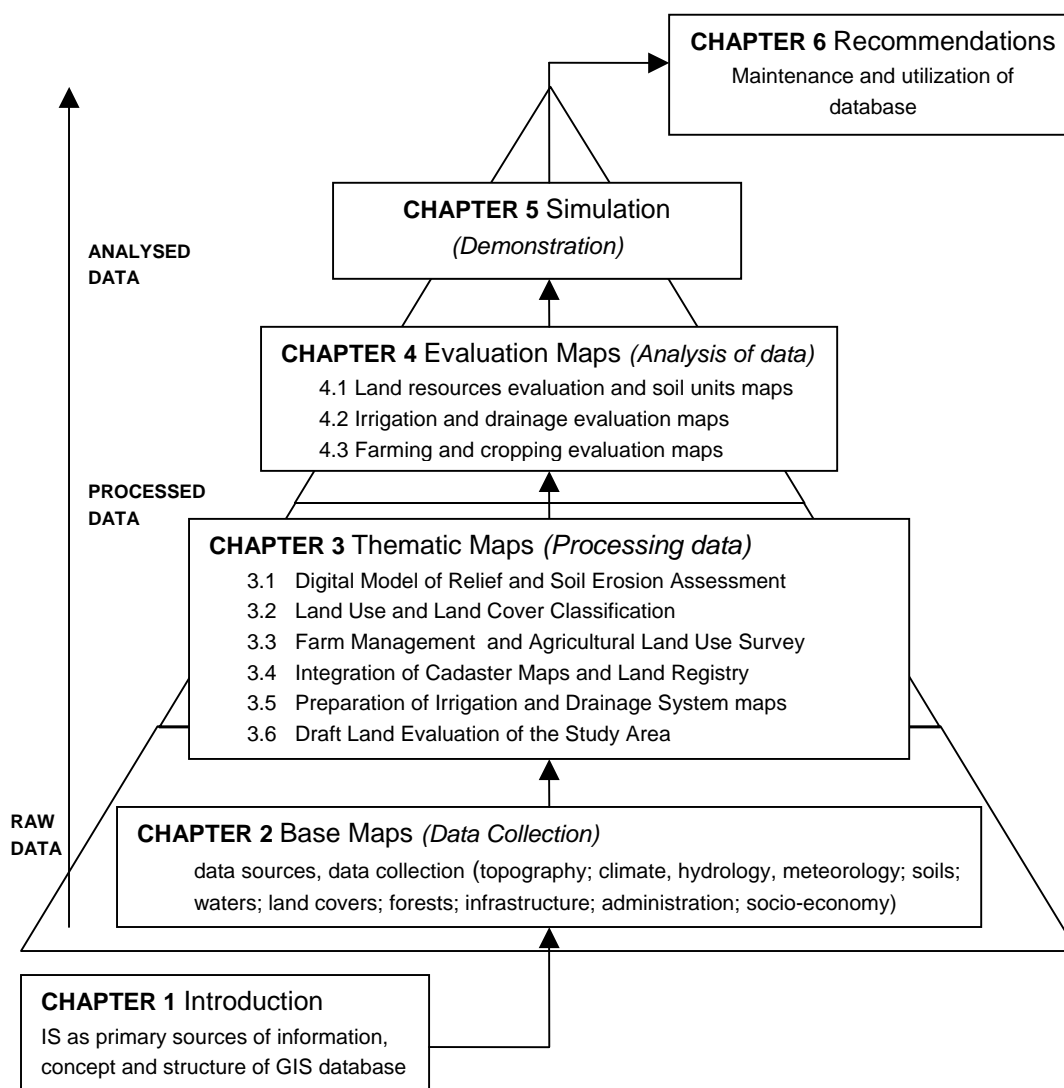 CHAPTER 6 Recommendations
Maintenance and utilization of
database
CHAPTER 5 Simulation
(Demonstration)
ANALYSED
DATA
CHAPTER 4 Evaluation Maps (Analysis of data)
4.1 Land resources evaluation and soil units maps
4.2 Irrigation and drainage evaluation maps
4.3 Farming and cropping evaluation maps
PROCESSED
DATA
CHAPTER 3 Thematic Maps (Processing data)
3.1 Digital Model of Relief and Soil Erosion Assessment
3.2 Land Use and Land Cover Classification
3.3 Farm Management and Agricultural Land Use Survey
3.4 Integration of Cadaster Maps and Land Registry
3.5 Preparation of Irrigation and Drainage System maps
3.6 Draft Land Evaluation of the Study Area
RAW
DATA
CHAPTER 2 Base Maps (Data Collection)
data sources, data collection (topography; climate, hydrology, meteorology; soils;
waters; land covers; forests; infrastructure; administration; socio-economy)
CHAPTER 1 Introduction
IS as primary sources of information,
concept and structure of GIS database